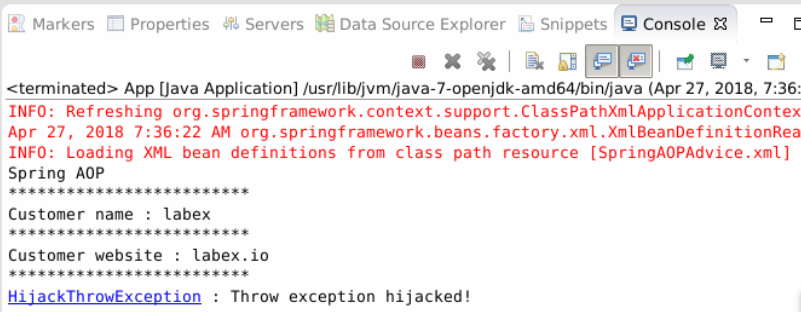 Markers Properties Servers Data Source Explorer Snippets Console
<terminated> App [Java Application] /usr/lib/jvm/java-7-openjdk-amd64/bin/java (Apr 27, 2018, 7:36:
INFO: Refreshing org.springframework.context.support.ClassPathXmlApplicationContex
Apr 27, 2018 7:36:22 AM org.springframework.beans.factory.xml.XmlBeanDefinitionRea
INFO: Loading XML bean definitions from class path resource [SpringAOPAdvice.xml]
Spring AOP
*************************
Customer name : labex
*************************
Customer website : labex.io
*************************
HijackThrowException : Throw exception hijacked!